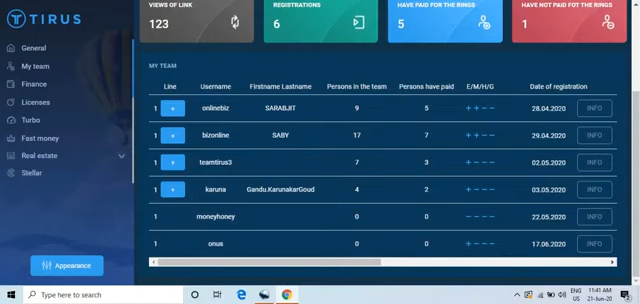 TIRUS
General
My team
Finance
Licenses
Turbo
Fast money
Real estate
Stellar
Appearance
VIEWS OF LINK
123
REGISTRATIONS
6
HAVE PAID FOR THE RINGS
5
HAVE NOT PAID FOT THE RINGS
1
MY TEAM
Line Username Firstname Lastname Persons in the team Persons have paid E/M/H/G Date of registration
1 + onlinebiz SARABJIT 9 5 + + − − 28.04.2020 INFO
1 + bizonline SABY 17 7 + + − − 29.04.2020 INFO
1 + teamtirus3 7 3 + − − − 02.05.2020 INFO
1 + karuna Gandu.KarunakarGoud 4 2 + − − − 03.05.2020 INFO
1 moneyhoney 0 0 − − − − 22.05.2020 INFO
1 onus 0 0 + − − − 17.06.2020 INFO
Type here to search
ENG
US
11:41 AM
21-Jun-20